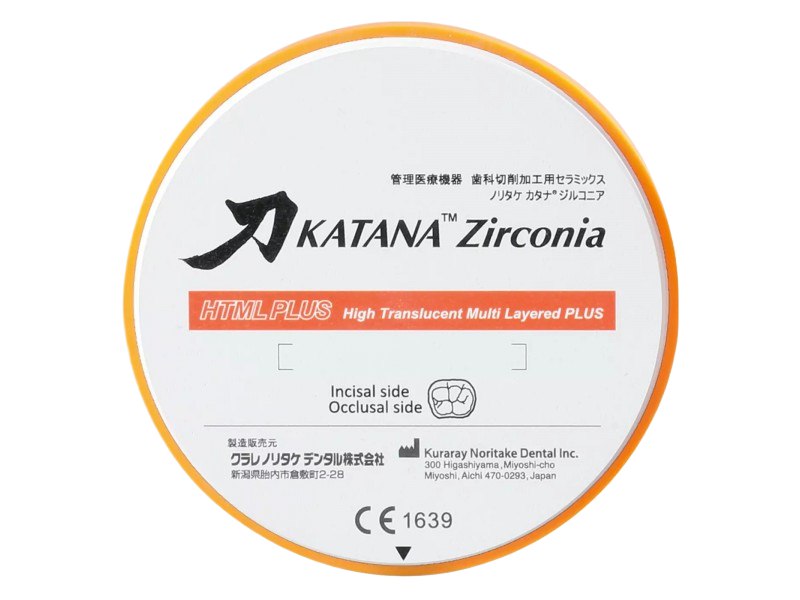 管理医療機器 歯科切削加工用セラミックス
ノリタケ カタナ®ジルコニア
刀 KATANA™ Zirconia
HTML PLUS High Translucent Multi Layered PLUS
Incisal side
Occlusal side
製造販売元
クラレノリタケ デンタル株式会社
新潟県胎内市倉敷町2-28
Kuraray Noritake Dental Inc.
300 Higashiyama, Miyoshi-cho
Miyoshi, Aichi 470-0293, Japan
CE 1639